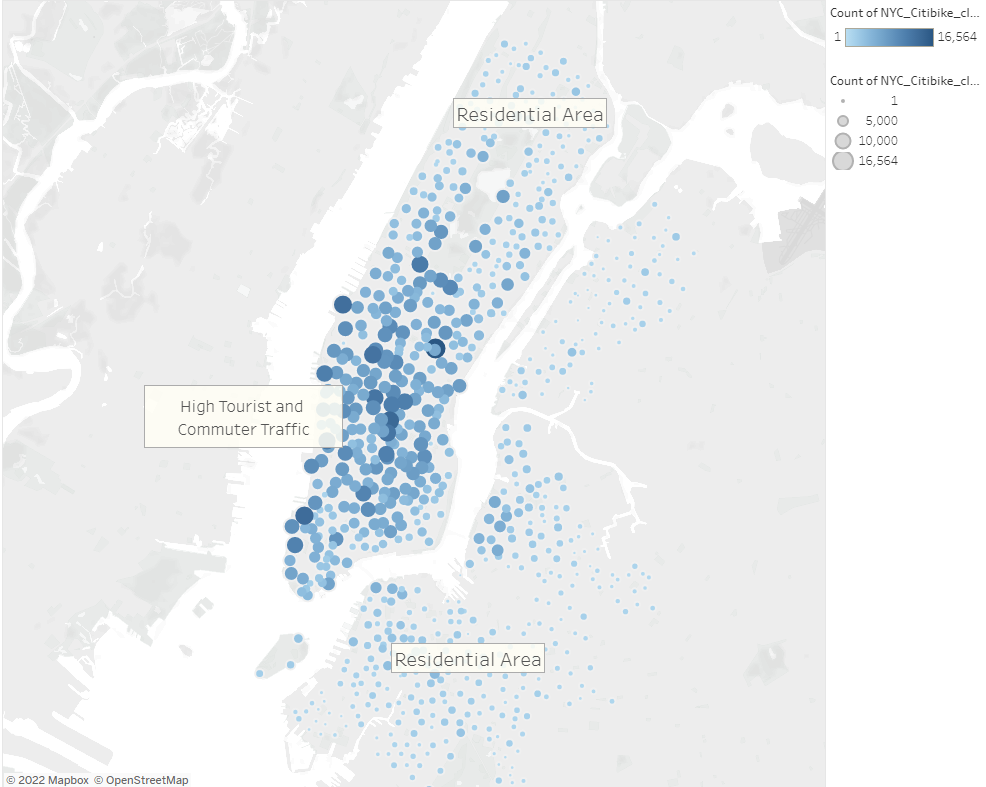 Count of NYC_Citibike_cl...
1 16,564
Count of NYC_Citibike_cl...
1
5,000
10,000
16,564
Residential Area
High Tourist and
Commuter Traffic
Residential Area
© 2022 Mapbox © OpenStreetMap